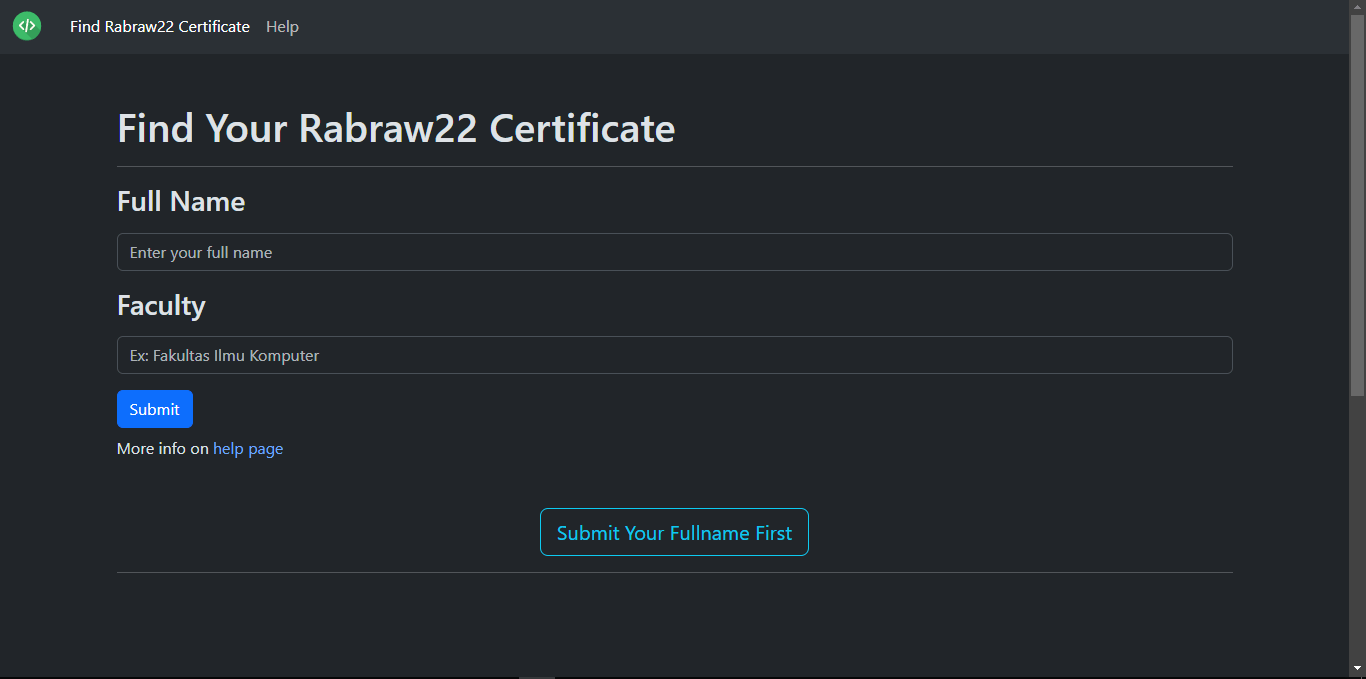 Find Rabraw22 Certificate Help
Find Your Rabraw22 Certificate
Full Name
Enter your full name
Faculty
Ex: Fakultas Ilmu Komputer
Submit
More info on help page
Submit Your Fullname First